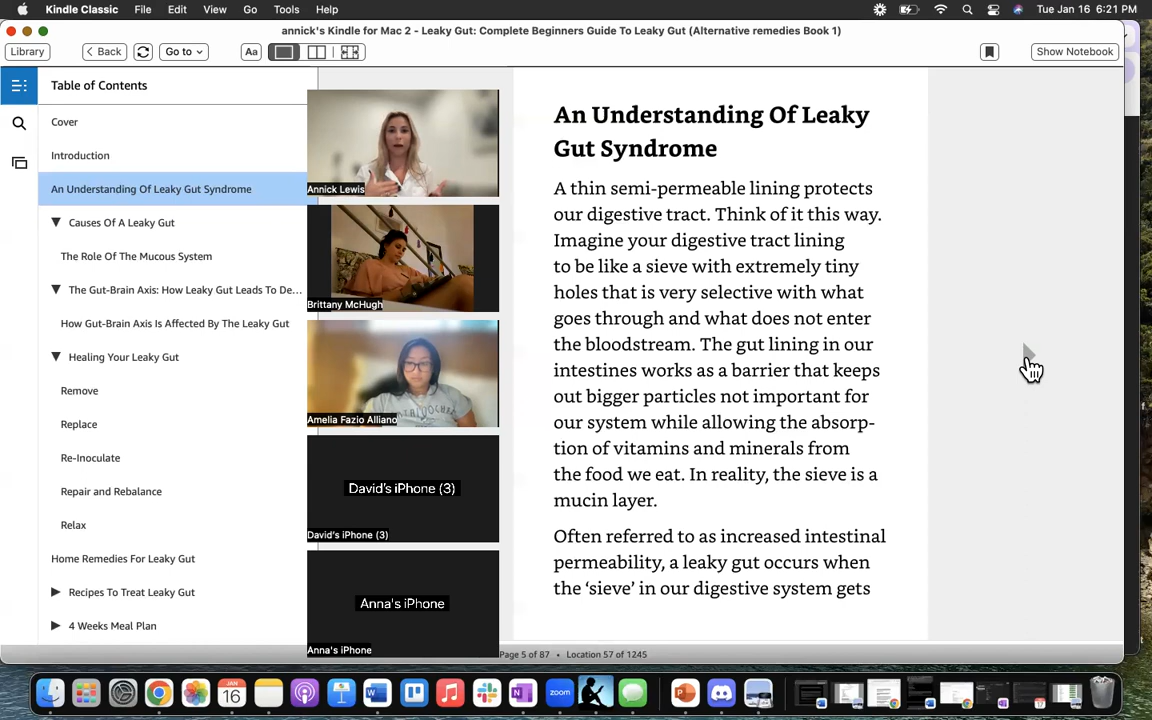 Kindle Classic File Edit View Go Tools Help Tue Jan 16 6:21 PM
annick's Kindle for Mac 2 - Leaky Gut: Complete Beginners Guide To Leaky Gut (Alternative remedies Book 1)
Library Back Go to Aa Show Notebook
Table of Contents
Cover
Introduction
An Understanding Of Leaky Gut Syndrome
Causes Of A Leaky Gut
The Role Of The Mucous System
The Gut-Brain Axis: How Leaky Gut Leads To De...
How Gut-Brain Axis Is Affected By The Leaky Gut
Healing Your Leaky Gut
Remove
Replace
Re-Inoculate
Repair and Rebalance
Relax
Home Remedies For Leaky Gut
Recipes To Treat Leaky Gut
4 Weeks Meal Plan
Annick Lewis
Brittany McHugh
Amelia Fazio Alliano
David's iPhone (3)
David's iPhone (3)
Anna's iPhone
Anna's iPhone
An Understanding Of Leaky
Gut Syndrome
A thin semi-permeable lining protects
our digestive tract. Think of it this way.
Imagine your digestive tract lining
to be like a sieve with extremely tiny
holes that is very selective with what
goes through and what does not enter
the bloodstream. The gut lining in our
intestines works as a barrier that keeps
out bigger particles not important for
our system while allowing the absorp-
tion of vitamins and minerals from
the food we eat. In reality, the sieve is a
mucin layer.
Often referred to as increased intestinal
permeability, a leaky gut occurs when
the ‘sieve’ in our digestive system gets
Page 5 of 87 • Location 57 of 1245
JAN
16
zoom